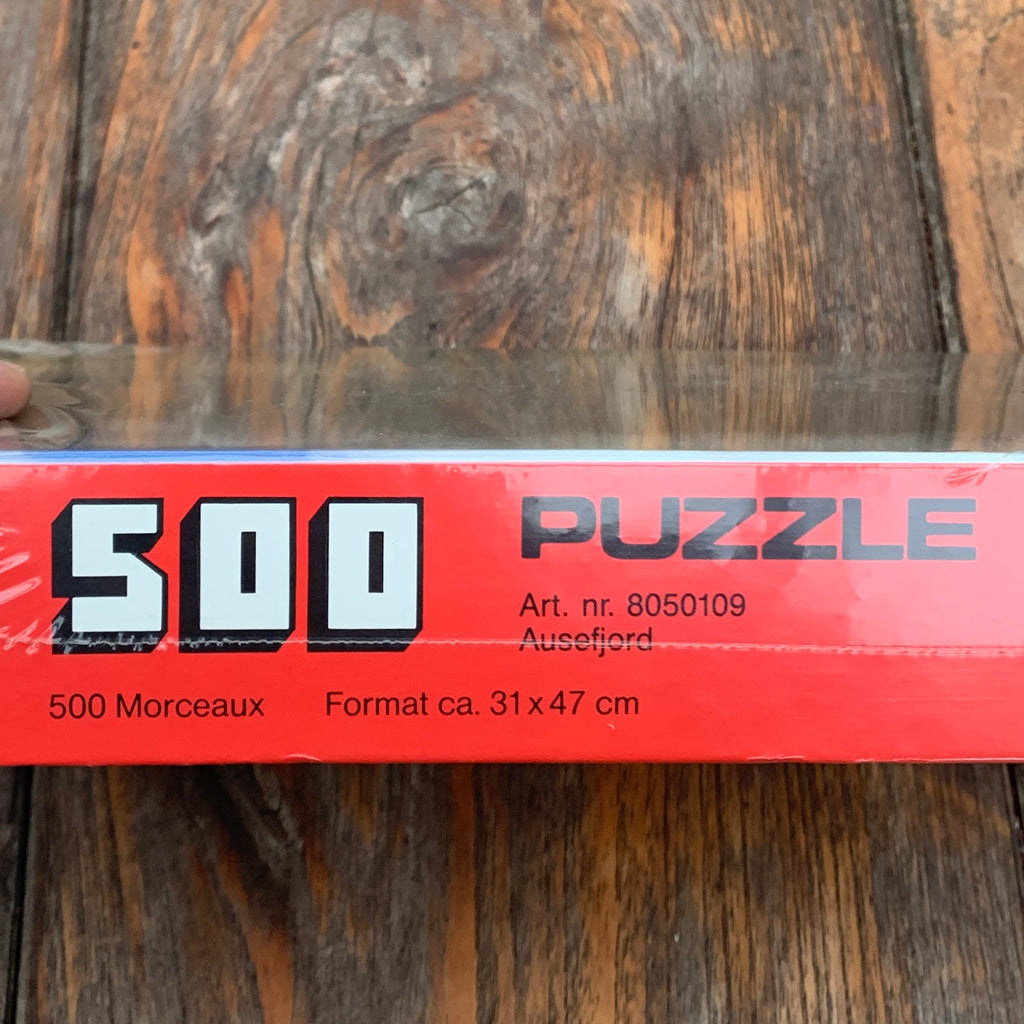 500
PUZZLE
Art. nr. 8050109
Ausefjord
500 Morceaux
Format ca. 31 x 47 cm